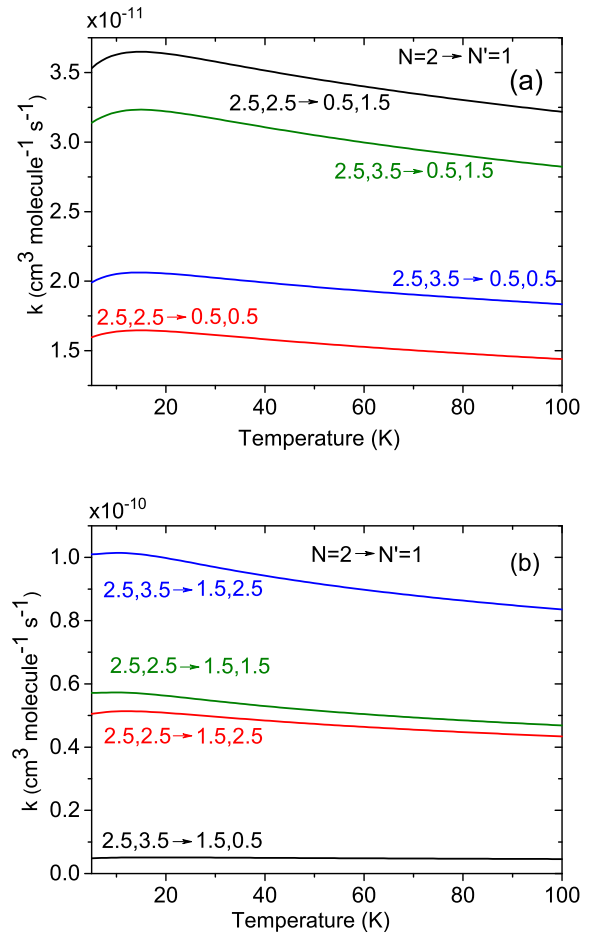 x10⁻¹¹
N=2→N'=1
(a)
3.5
2.5,2.5→0.5,1.5
3.0
2.5,3.5→0.5,1.5
2.5
2.0
2.5,3.5→0.5,0.5
2.5,2.5→0.5,0.5
1.5
k (cm³ molecule⁻¹ s⁻¹)
20 40 60 80 100
Temperature (K)
x10⁻¹⁰
N=2→N'=1
(b)
1.0
2.5,3.5→1.5,2.5
0.8
2.5,2.5→1.5,1.5
0.6
2.5,2.5→1.5,2.5
0.4
0.2
2.5,3.5→1.5,0.5
0.0
k (cm³ molecule⁻¹ s⁻¹)
20 40 60 80 100
Temperature (K)